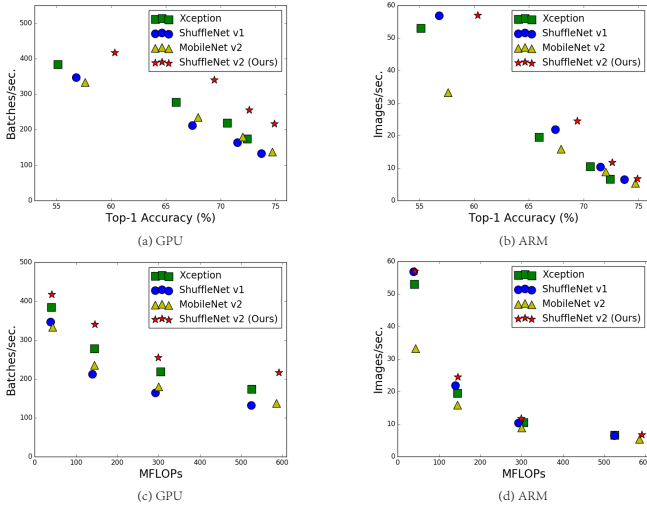 500
400
300
200
100
0
55
60
65
70
75
Batches/sec.
Top-1 Accuracy (%)
Xception
ShuffleNet v1
MobileNet v2
ShuffleNet v2 (Ours)
(a) GPU
60
50
40
30
20
10
0
55
60
65
70
75
Images/sec.
Top-1 Accuracy (%)
Xception
ShuffleNet v1
MobileNet v2
ShuffleNet v2 (Ours)
(b) ARM
500
400
300
200
100
0
0
100
200
300
400
500
600
Batches/sec.
MFLOPs
Xception
ShuffleNet v1
MobileNet v2
ShuffleNet v2 (Ours)
(c) GPU
60
50
40
30
20
10
0
0
100
200
300
400
500
600
Images/sec.
MFLOPs
Xception
ShuffleNet v1
MobileNet v2
ShuffleNet v2 (Ours)
(d) ARM